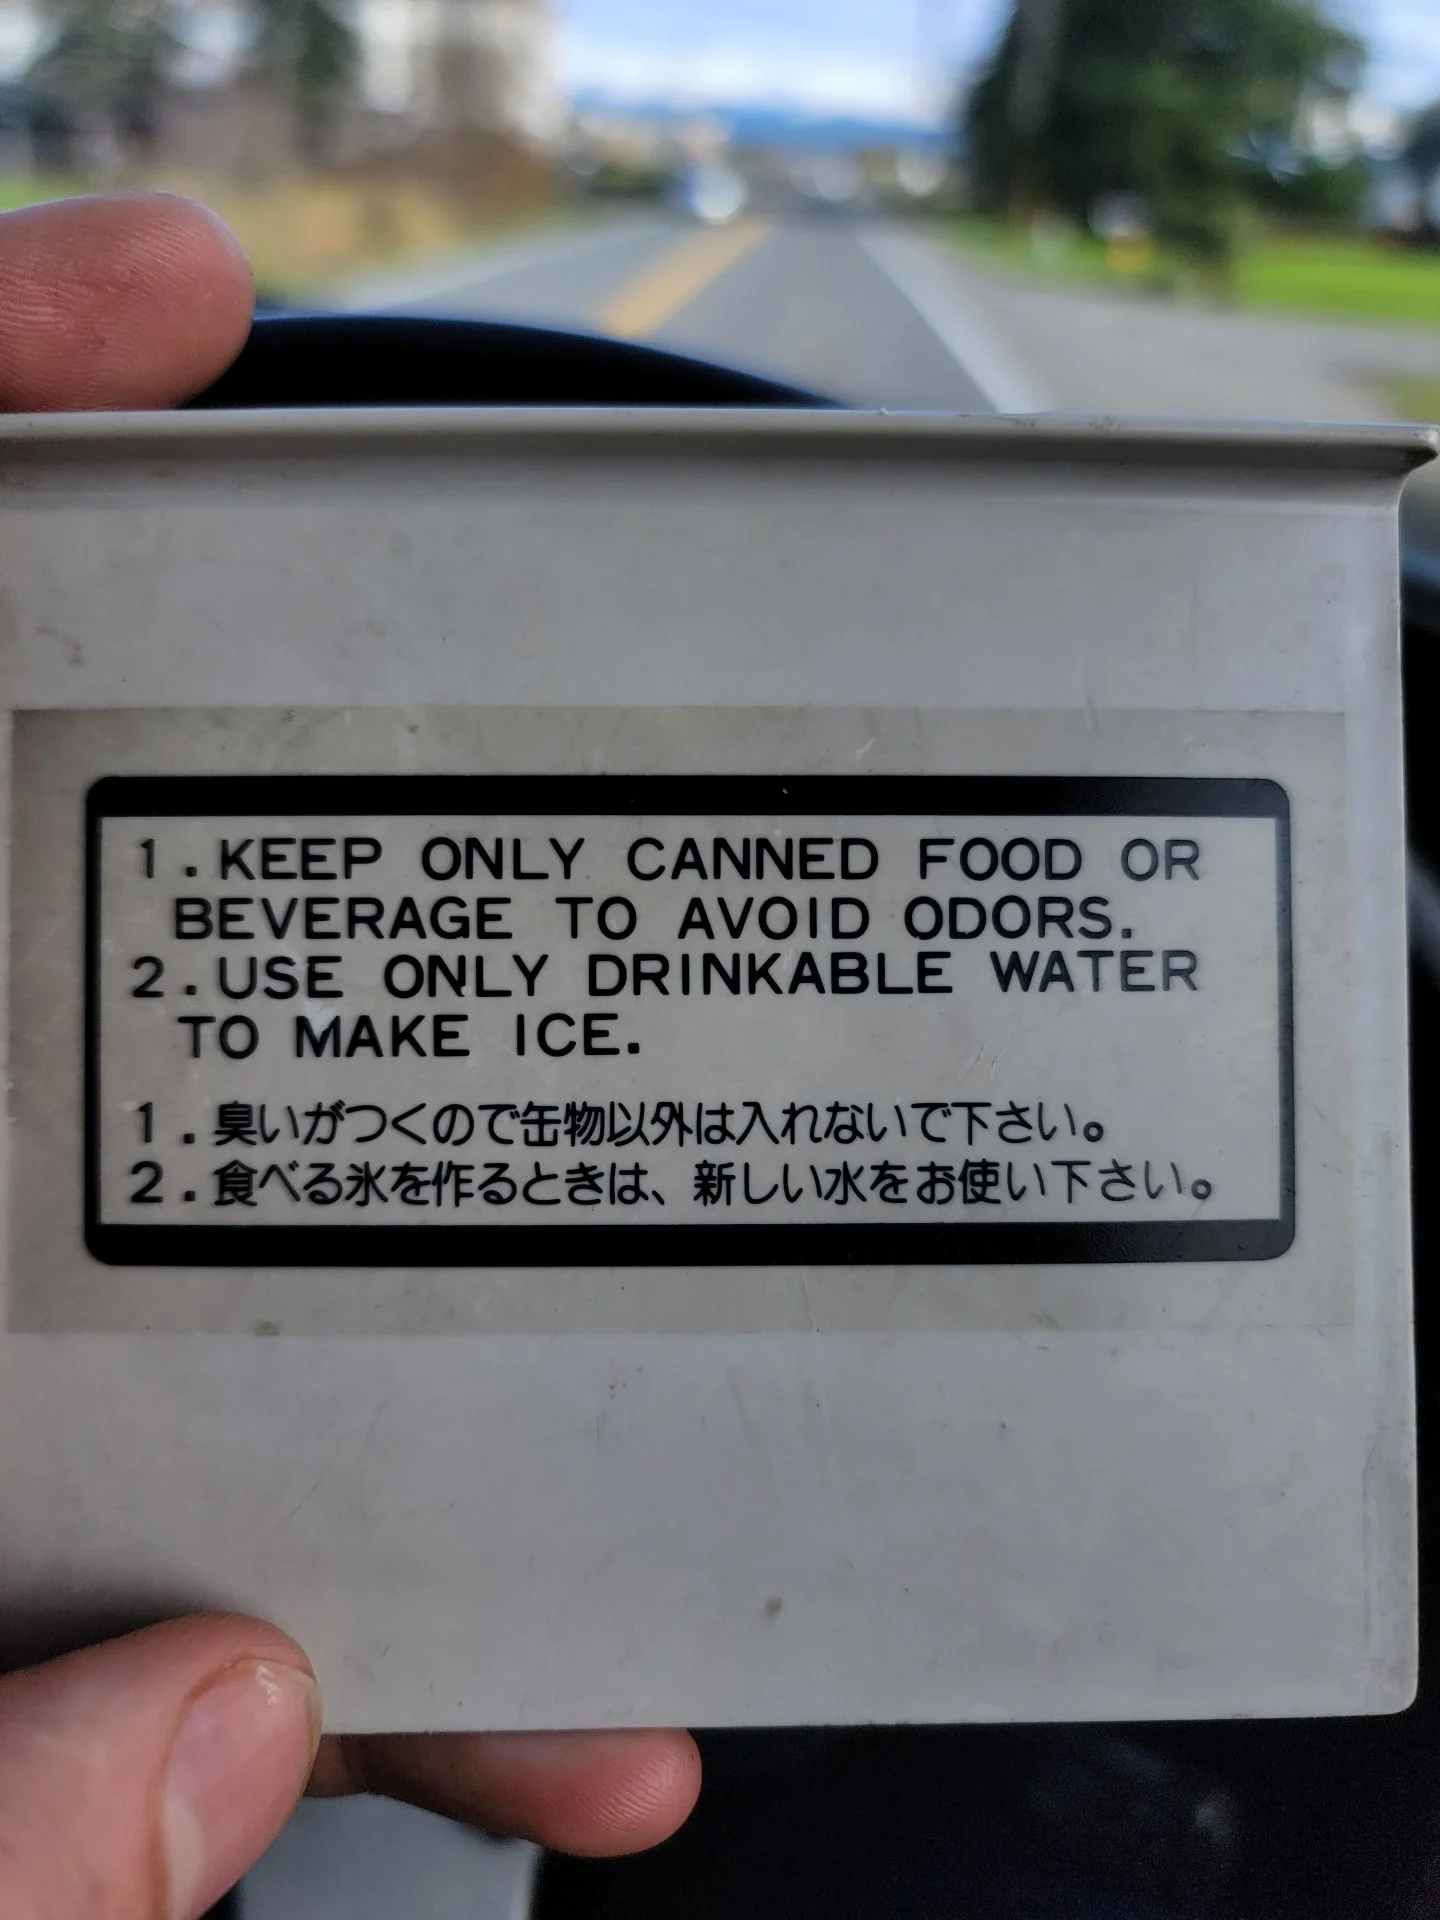 1. KEEP ONLY CANNED FOOD OR
BEVERAGE TO AVOID ODORS.
2. USE ONLY DRINKABLE WATER
TO MAKE ICE.
1. 臭いがつくので缶物以外は入れないで下さい。
2. 食べる氷を作るときは、新しい水をお使い下さい。